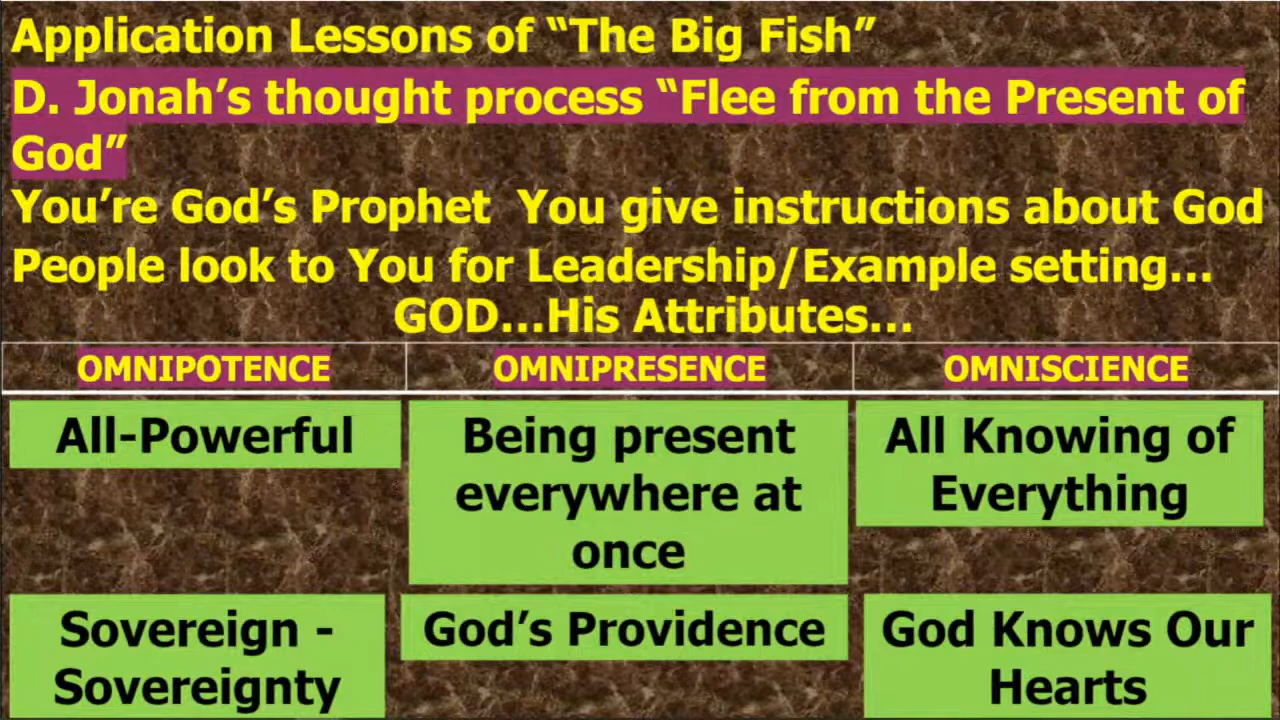 Application Lessons of “The Big Fish”
D. Jonah’s thought process “Flee from the Present of
God”
You’re God’s Prophet  You give instructions about God
People look to You for Leadership/Example setting…
GOD…His Attributes…
OMNIPOTENCE
OMNIPRESENCE
OMNISCIENCE
All-Powerful
Being present
everywhere at
once
All Knowing of
Everything
Sovereign -
Sovereignty
God’s Providence
God Knows Our
Hearts